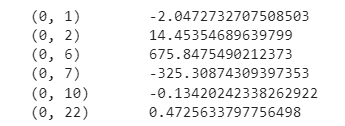 (0, 1) -2.0472732707508503
(0, 2) 14.45354689639799
(0, 6) 675.8475490212373
(0, 7) -325.30874309397353
(0, 10) -0.13420242338262922
(0, 22) 0.4725633797756498